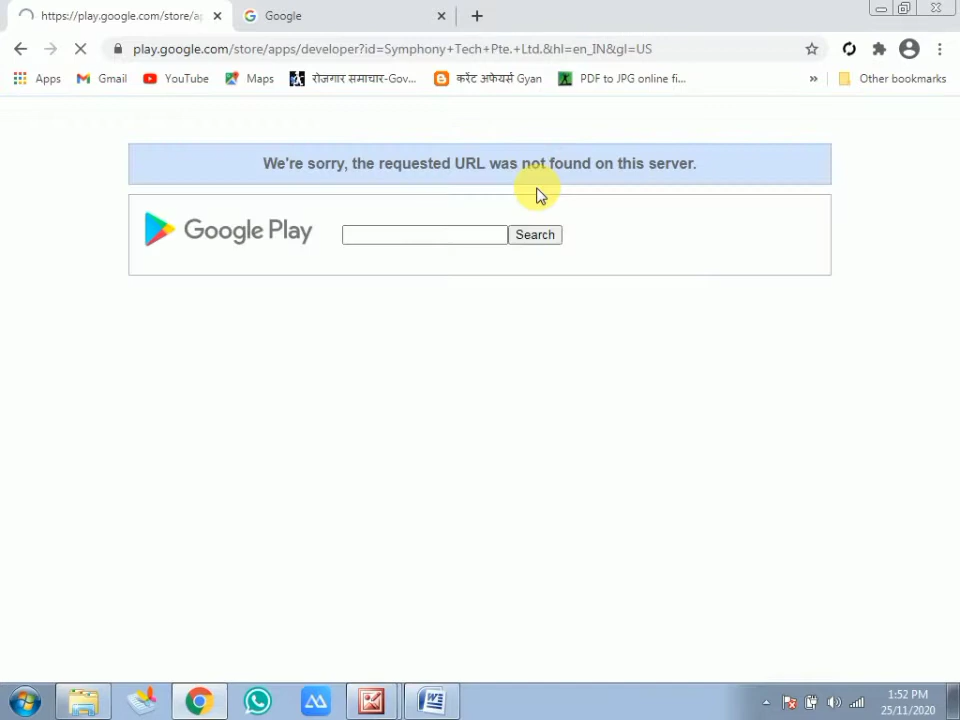 https://play.google.com/store/ap
Google
play.google.com/store/apps/developer?id=Symphony+Tech+Pte.+Ltd.&hl=en_IN&gl=US
Apps
Gmail
YouTube
Maps
रोजगार समाचार-Gov...
करेंट अफेयर्स Gyan
PDF to JPG online fi...
»
Other bookmarks
We're sorry, the requested URL was not found on this server.
Google Play
Search
1:52 PM
25/11/2020